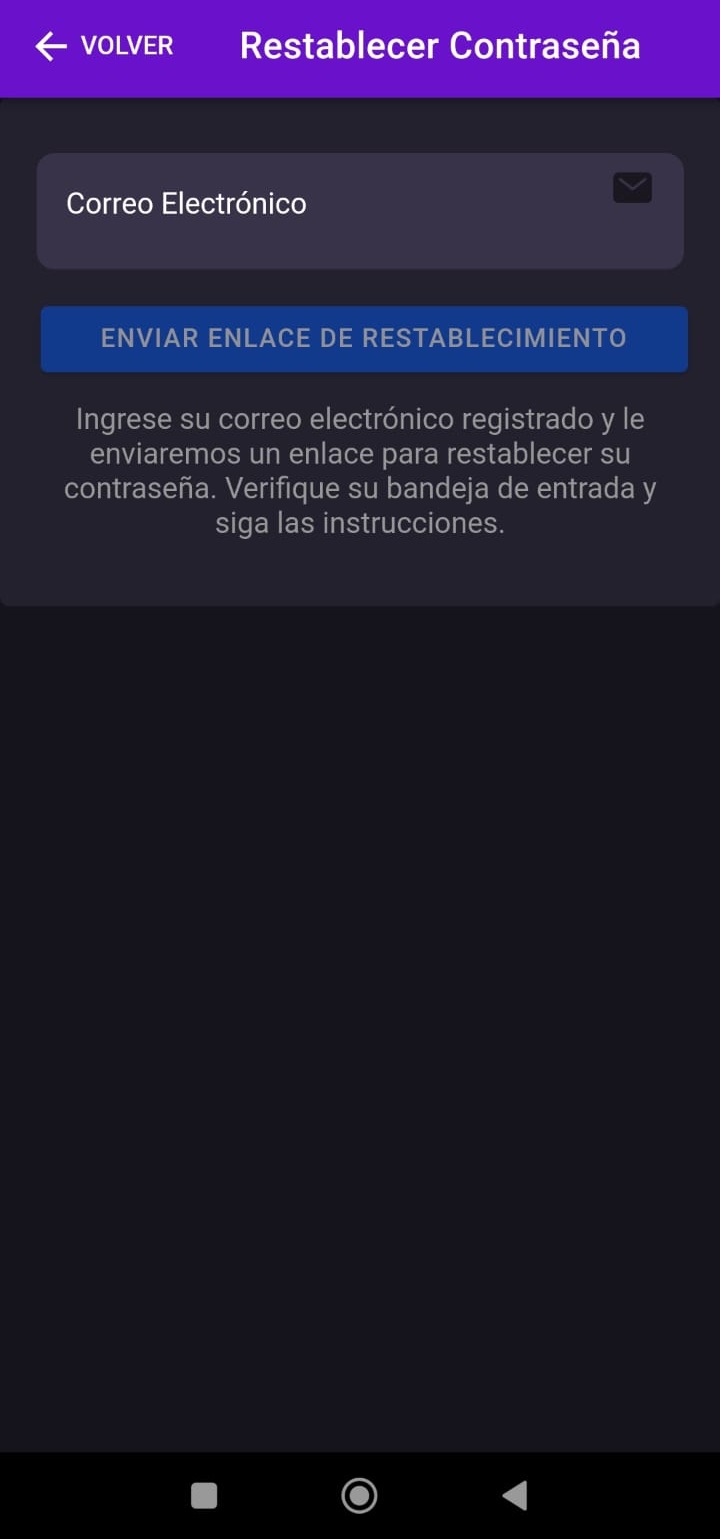 VOLVER Restablecer Contraseña
Correo Electrónico
ENVIAR ENLACE DE RESTABLECIMIENTO
Ingrese su correo electrónico registrado y le
enviaremos un enlace para restablecer su
contraseña. Verifique su bandeja de entrada y
siga las instrucciones.